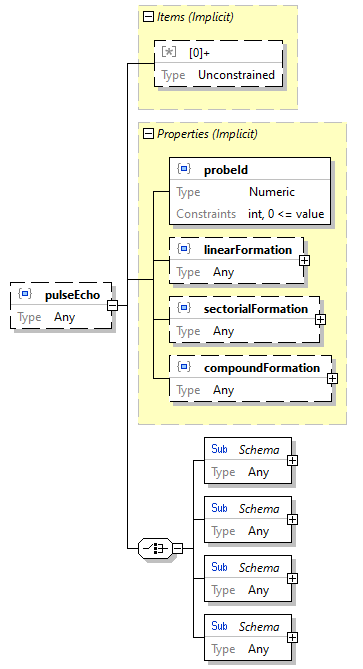 Items (Implicit)
[0]+
Type Unconstrained
Properties (Implicit)
probeId
Type Numeric
Constraints int, 0 <= value
linearFormation
Type Any
pulseEcho
Type Any
sectorialFormation
Type Any
compoundFormation
Type Any
Sub Schema
Type Any
Sub Schema
Type Any
Sub Schema
Type Any
Sub Schema
Type Any